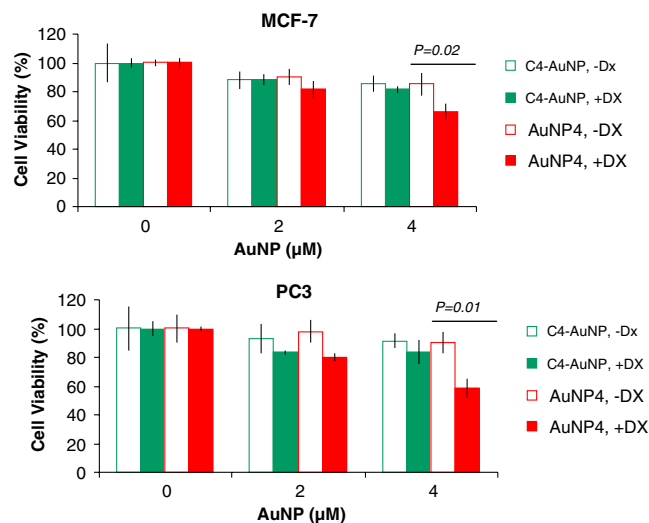 MCF-7
120
100
80
60
40
20
0
Cell Viability (%)
0 2 4
AuNP (µM)
P=0.02
C4-AuNP, -Dx
C4-AuNP, +DX
AuNP4, -DX
AuNP4, +DX
PC3
120
100
80
60
40
20
0
Cell Viability (%)
0 2 4
AuNP (µM)
P=0.01
C4-AuNP, -Dx
C4-AuNP, +DX
AuNP4, -DX
AuNP4, +DX